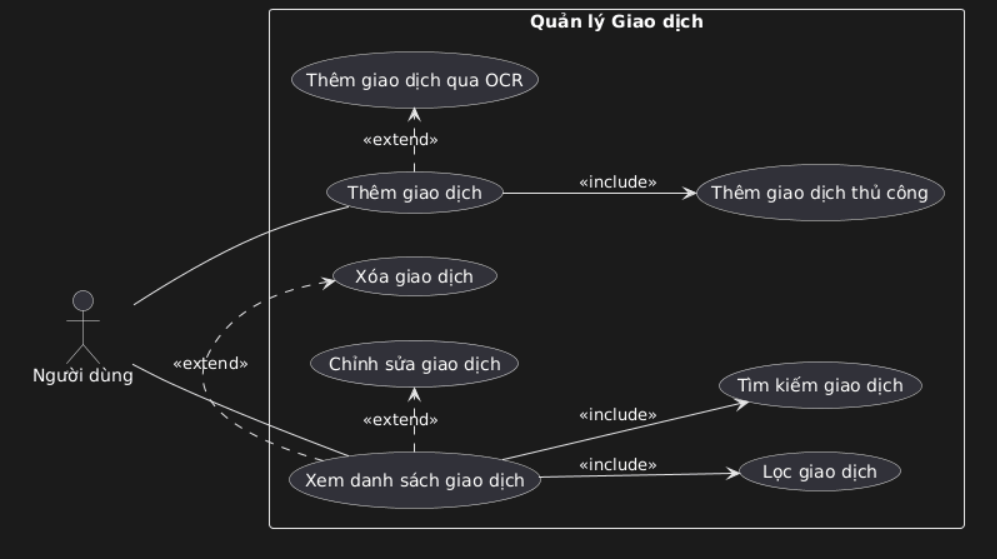 Quản lý Giao dịch
Thêm giao dịch qua OCR
«extend»
Thêm giao dịch
«include»
Thêm giao dịch thủ công
Xóa giao dịch
«extend»
Người dùng
Chỉnh sửa giao dịch
«extend»
«include»
Tìm kiếm giao dịch
Xem danh sách giao dịch
«include»
Lọc giao dịch